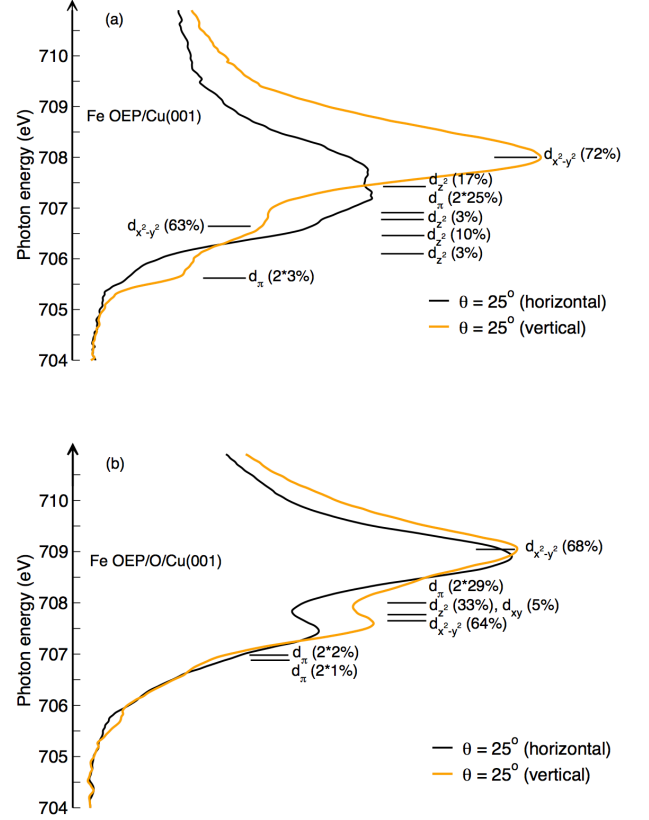 (a)
710
709
Fe OEP/Cu(001)
708
dx²-y² (72%)
dz² (17%)
dπ (2*25%)
707
dz² (3%)
dx²-y² (63%)
dz² (10%)
706
dz² (3%)
dπ (2*3%)
705
θ = 25° (horizontal)
θ = 25° (vertical)
704
Photon energy (eV)
(b)
710
709
dx²-y² (68%)
Fe OEP/O/Cu(001)
dπ (2*29%)
708
dz² (33%), dxy (5%)
dx²-y² (64%)
707
dπ (2*2%)
dπ (2*1%)
706
705
θ = 25° (horizontal)
θ = 25° (vertical)
704
Photon energy (eV)